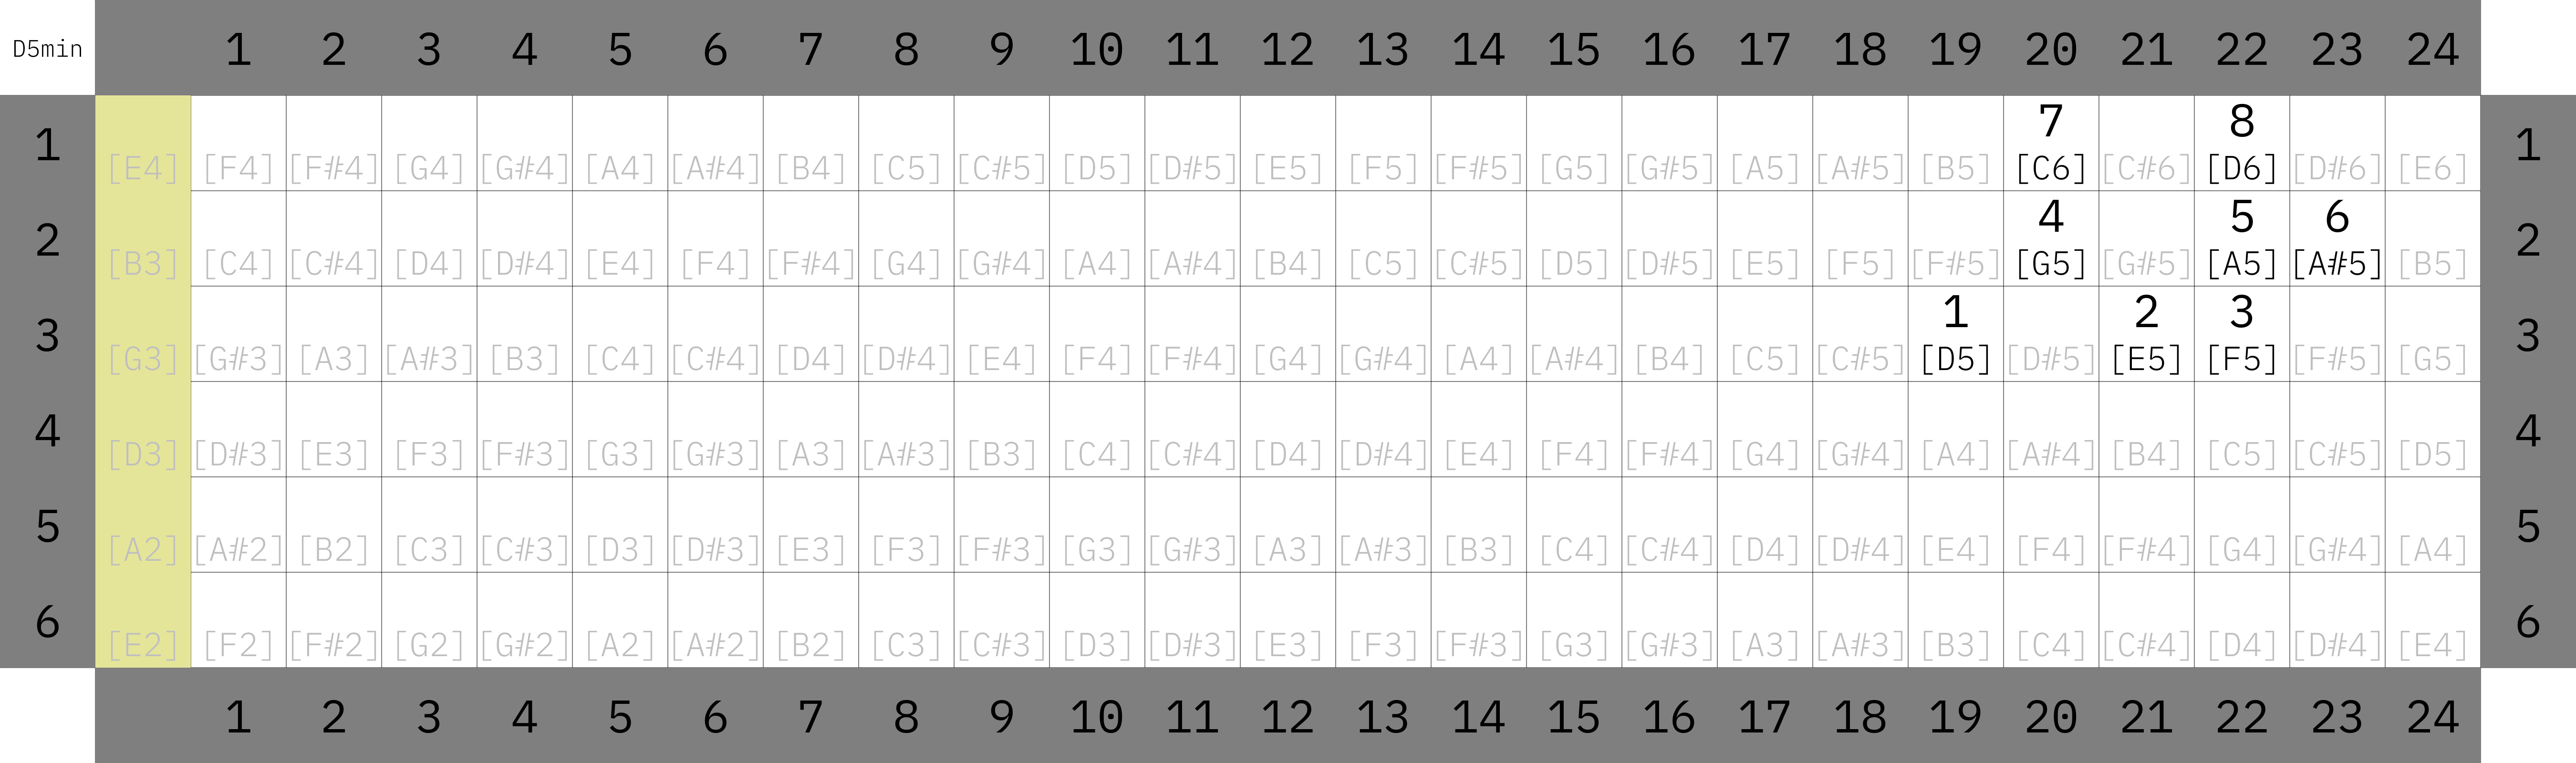 D5min 1 2 3 4 5 6 7 8 9 10 11 12 13 14 15 16 17 18 19 20 21 22 23 24
7 8
1 [E4] [F4] [F#4] [G4] [G#4] [A4] [A#4] [B4] [C5] [C#5] [D5] [D#5] [E5] [F5] [F#5] [G5] [G#5] [A5] [A#5] [B5] [C6] [C#6] [D6] [D#6] [E6] 1
4 5 6
2 [B3] [C4] [C#4] [D4] [D#4] [E4] [F4] [F#4] [G4] [G#4] [A4] [A#4] [B4] [C5] [C#5] [D5] [D#5] [E5] [F5] [F#5] [G5] [G#5] [A5] [A#5] [B5] 2
1 2 3
3 [G3] [G#3] [A3] [A#3] [B3] [C4] [C#4] [D4] [D#4] [E4] [F4] [F#4] [G4] [G#4] [A4] [A#4] [B4] [C5] [C#5] [D5] [D#5] [E5] [F5] [F#5] [G5] 3
4 [D3] [D#3] [E3] [F3] [F#3] [G3] [G#3] [A3] [A#3] [B3] [C4] [C#4] [D4] [D#4] [E4] [F4] [F#4] [G4] [G#4] [A4] [A#4] [B4] [C5] [C#5] [D5] 4
5 [A2] [A#2] [B2] [C3] [C#3] [D3] [D#3] [E3] [F3] [F#3] [G3] [G#3] [A3] [A#3] [B3] [C4] [C#4] [D4] [D#4] [E4] [F4] [F#4] [G4] [G#4] [A4] 5
6 [E2] [F2] [F#2] [G2] [G#2] [A2] [A#2] [B2] [C3] [C#3] [D3] [D#3] [E3] [F3] [F#3] [G3] [G#3] [A3] [A#3] [B3] [C4] [C#4] [D4] [D#4] [E4] 6
1 2 3 4 5 6 7 8 9 10 11 12 13 14 15 16 17 18 19 20 21 22 23 24